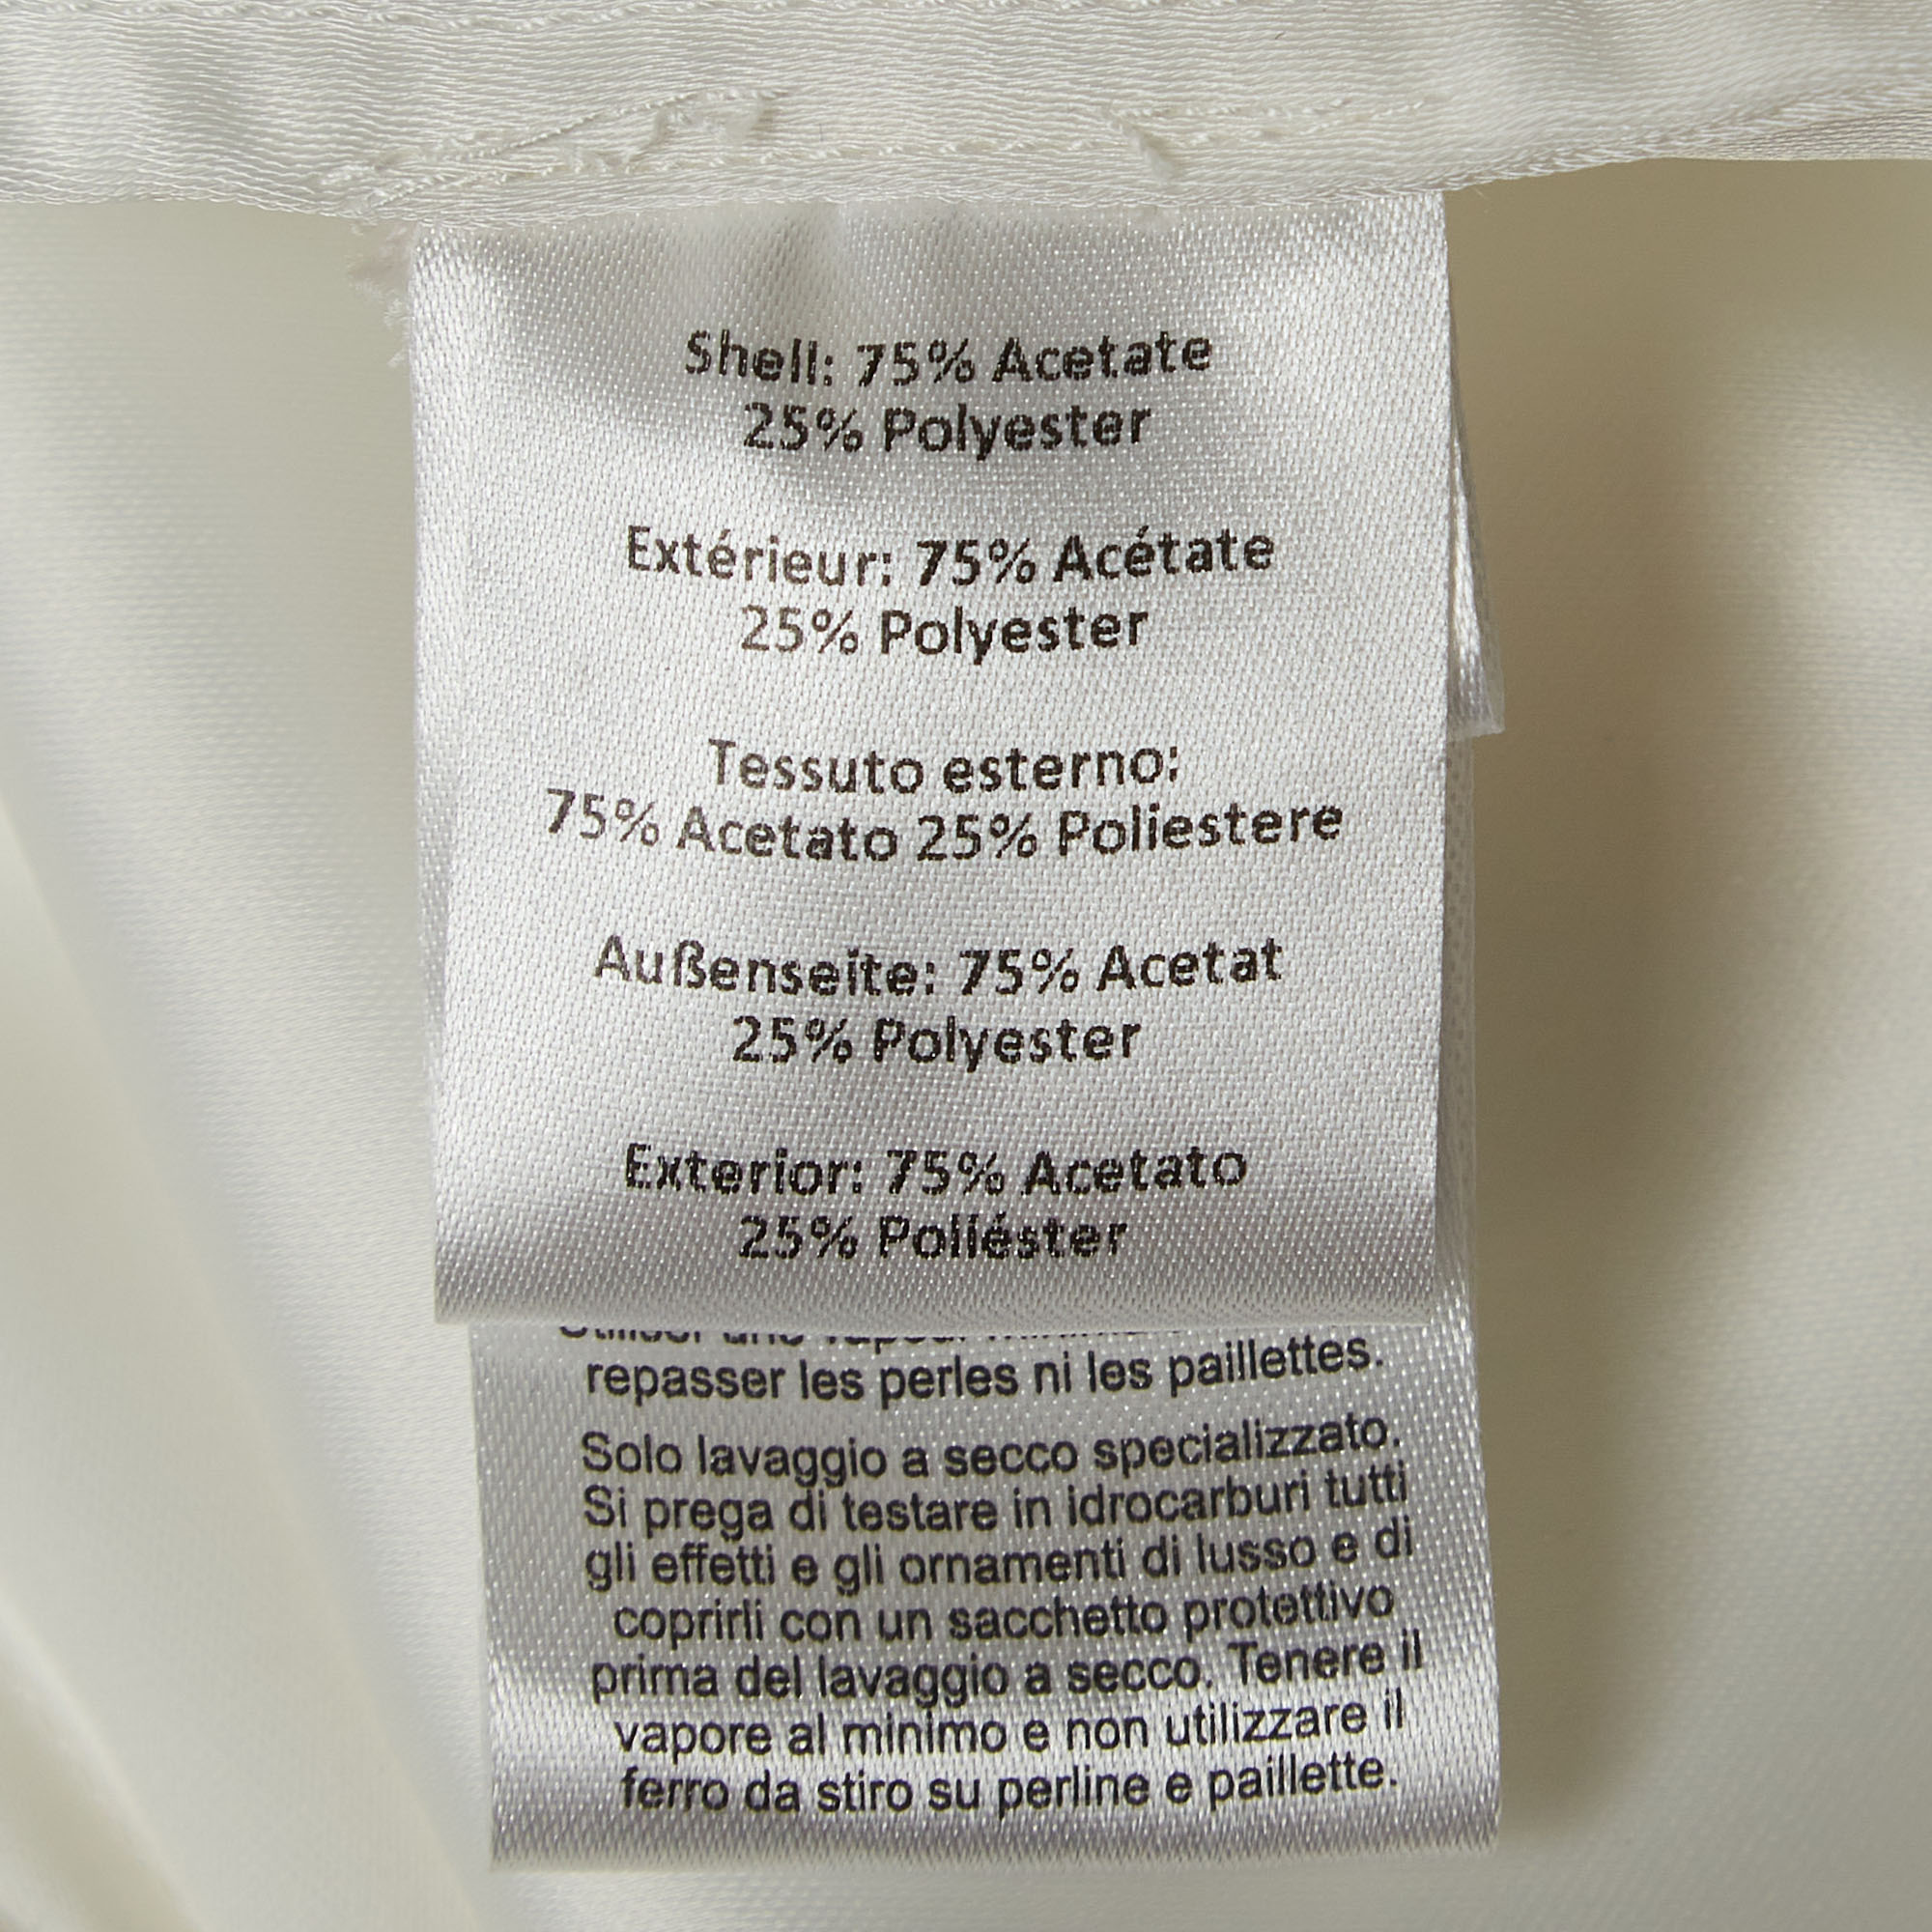 Shell: 75% Acetate
25% Polyester
Extérieur: 75% Acétate
25% Polyester
Tessuto esterno:
75% Acetato 25% Poliestere
Außenseite: 75% Acetat
25% Polyester
Exterior: 75% Acetato
25% Poliéster
repasser les perles ni les paillettes.
Solo lavaggio a secco specializzato.
Si prega di testare in idrocarburi tutti
gli effetti e gli ornamenti di lusso e di
coprirli con un sacchetto protettivo
prima del lavaggio a secco. Tenere il
vapore al minimo e non utilizzare il
ferro da stiro su perline e paillette.